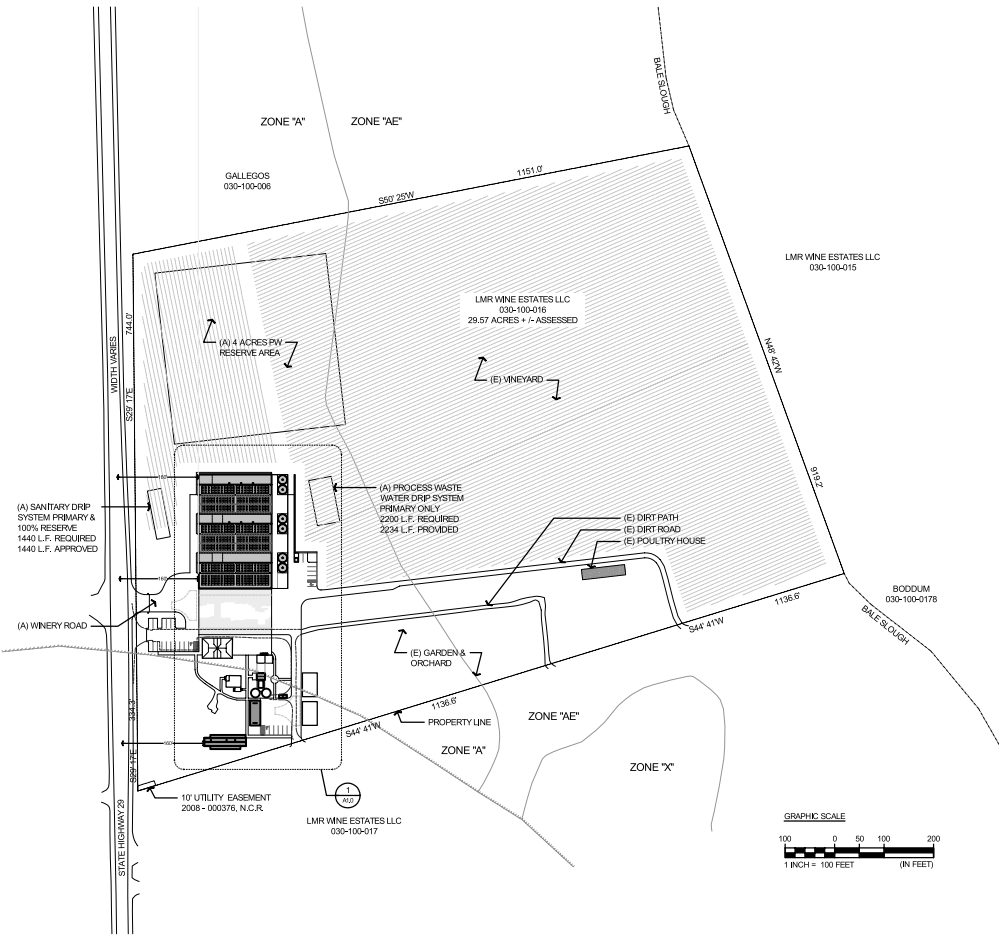 BALE SLOUGH
ZONE "A"
ZONE "AE"
GALLEGOS
030-100-006
1151.0'
S50' 25"W
LMR WINE ESTATES LLC
030-100-015
LMR WINE ESTATES LLC
030-100-016
29.57 ACRES + /- ASSESSED
744.0'
WIDTH VARIES
S29' 17"E
(A) 4 ACRES PW
RESERVE AREA
(E) VINEYARD
N48' 42"W
919.2'
(A) PROCESS WASTE
WATER DRIP SYSTEM
PRIMARY ONLY
2200 L.F. REQUIRED
2234 L.F. PROVIDED
(A) SANITARY DRIP
SYSTEM PRIMARY &
100% RESERVE
1440 L.F. REQUIRED
1440 L.F. APPROVED
(E) DIRT PATH
(E) DIRT ROAD
(E) POULTRY HOUSE
BODDUM
030-100-0178
BALE SLOUGH
1136.6'
S44' 41"W
(A) WINERY ROAD
(E) GARDEN &
ORCHARD
334.3'
S29' 17"E
1136.6'
S44' 41"W
PROPERTY LINE
ZONE "AE"
ZONE "A"
ZONE "X"
10' UTILITY EASEMENT
2008 - 000376, N.C.R.
1
A1.0
LMR WINE ESTATES LLC
030-100-017
STATE HIGHWAY 29
GRAPHIC SCALE
100 0 50 100 200
1 INCH = 100 FEET (IN FEET)